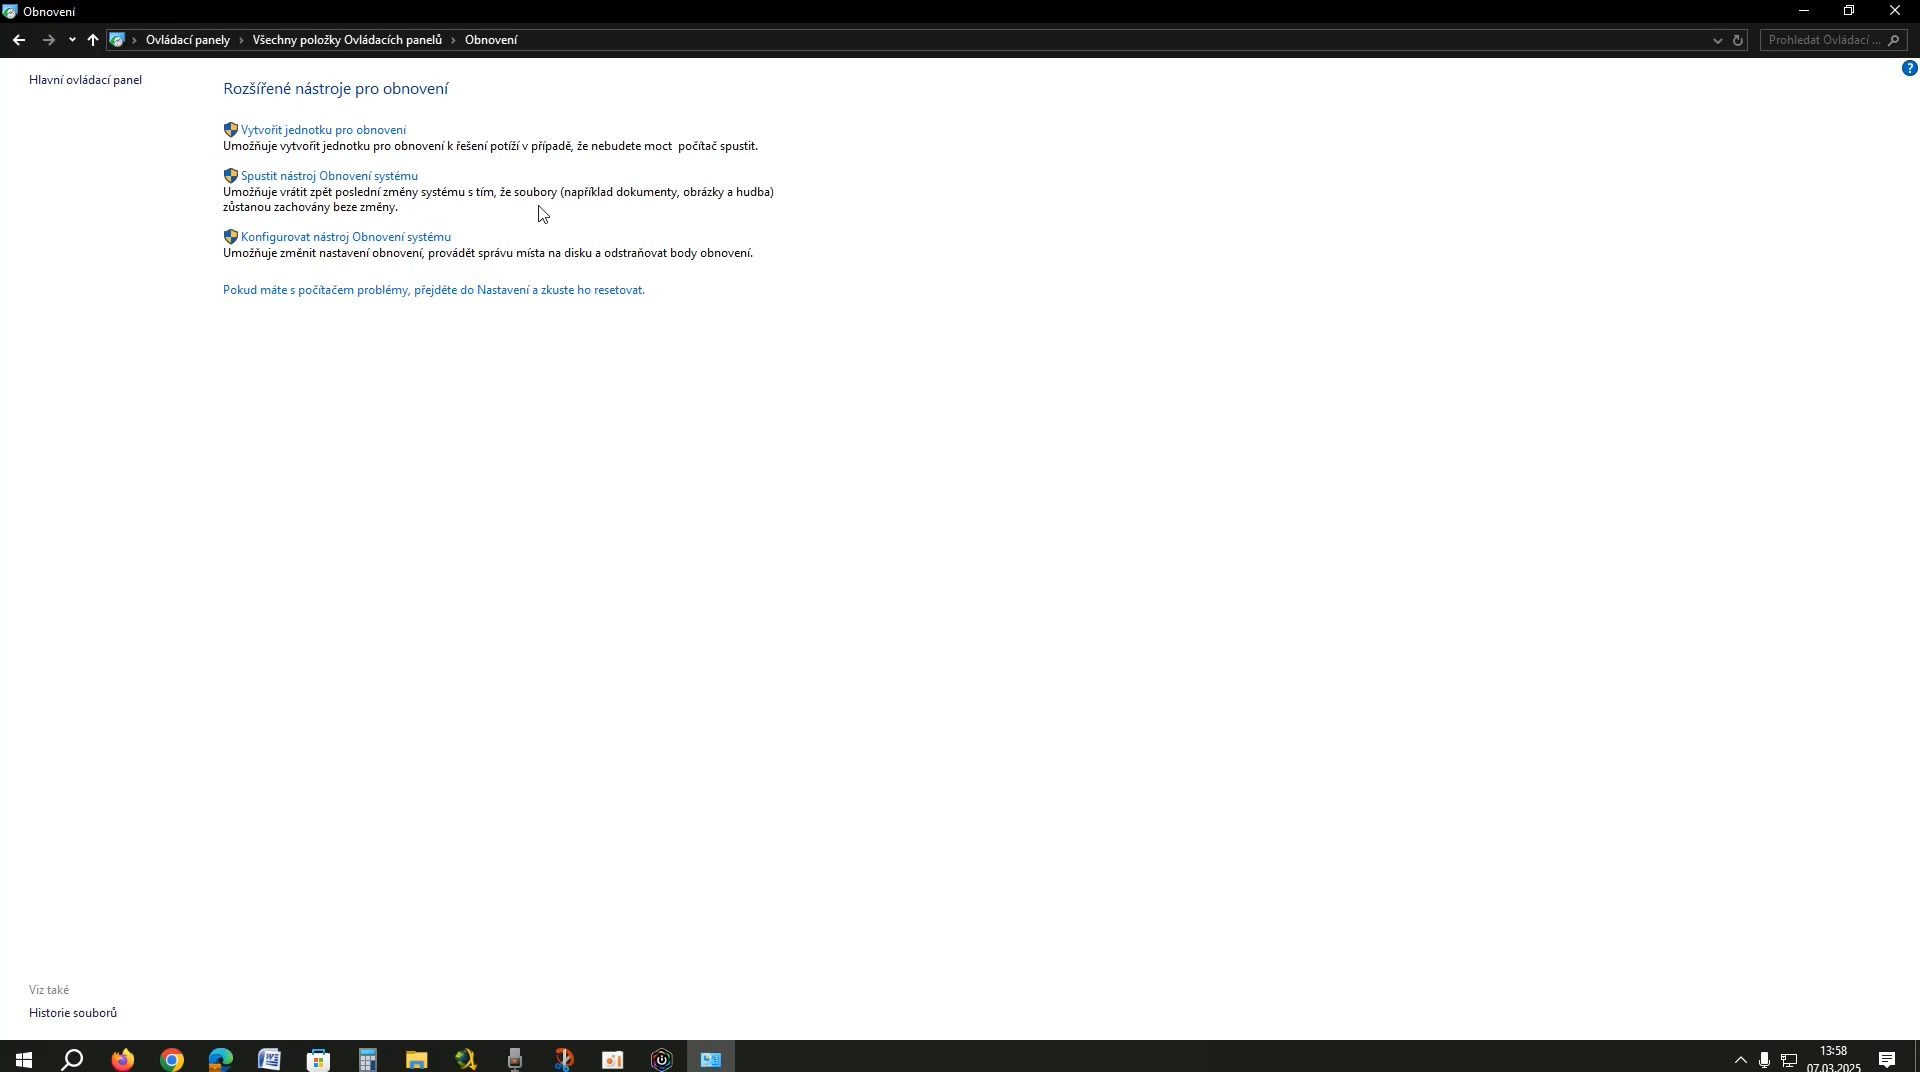 Obnovení
Ovládací panely > Všechny položky Ovládacích panelů > Obnovení
Prohledat Ovládací ...
Hlavní ovládací panel
Rozšířené nástroje pro obnovení
Vytvořit jednotku pro obnovení
Umožňuje vytvořit jednotku pro obnovení k řešení potíží v případě, že nebudete moct počítač spustit.
Spustit nástroj Obnovení systému
Umožňuje vrátit zpět poslední změny systému s tím, že soubory (například dokumenty, obrázky a hudba)
zůstanou zachovány beze změny.
Konfigurovat nástroj Obnovení systému
Umožňuje změnit nastavení obnovení, provádět správu místa na disku a odstraňovat body obnovení.
Pokud máte s počítačem problémy, přejděte do Nastavení a zkuste ho resetovat.
Viz také
Historie souborů
13:58
07.03.2025